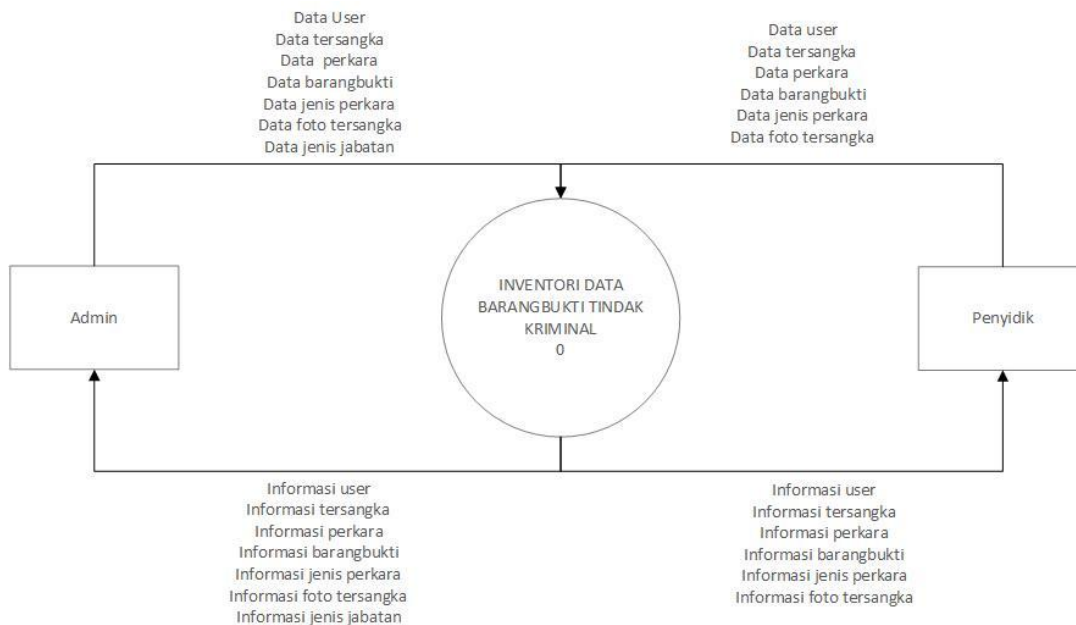 Data User
Data tersangka
Data perkara
Data barangbukti
Data jenis perkara
Data foto tersangka
Data jenis jabatan
Data user
Data tersangka
Data perkara
Data barangbukti
Data jenis perkara
Data foto tersangka
Admin
INVENTORI DATA
BARANGBUKTI TINDAK
KRIMINAL
0
Penyidik
Informasi user
Informasi tersangka
Informasi perkara
Informasi barangbukti
Informasi jenis perkara
Informasi foto tersangka
Informasi jenis jabatan
Informasi user
Informasi tersangka
Informasi perkara
Informasi barangbukti
Informasi jenis perkara
Informasi foto tersangka